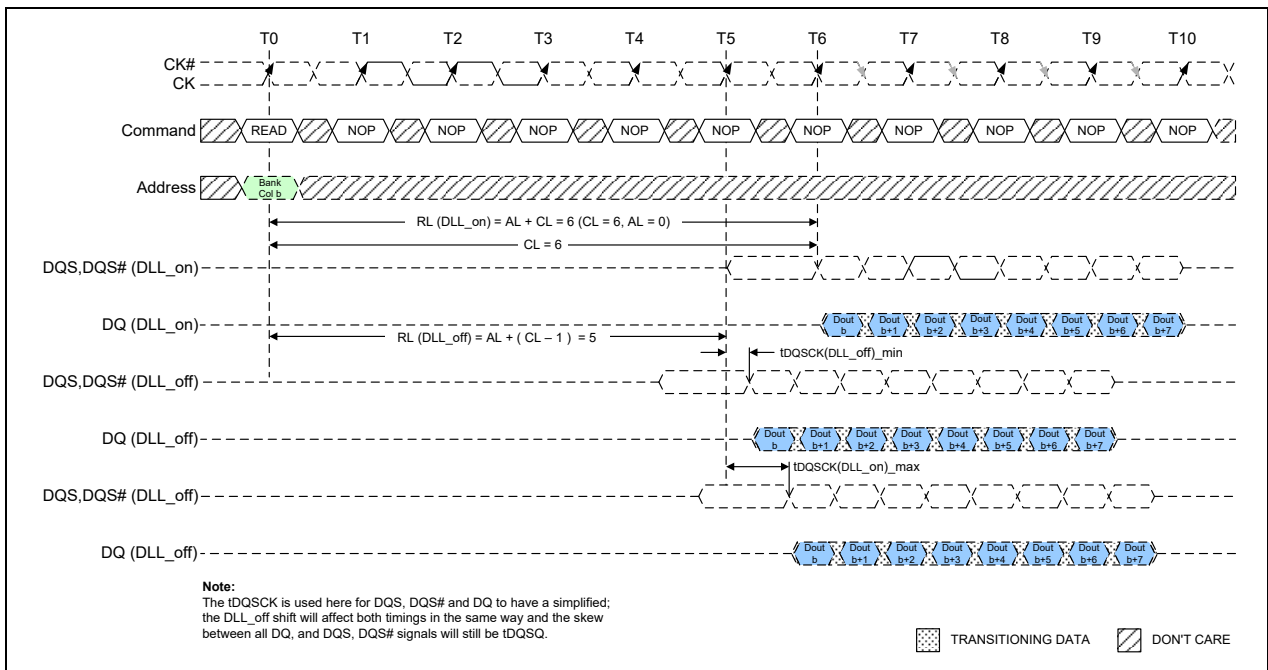 T0 T1 T2 T3 T4 T5 T6 T7 T8 T9 T10
CK#
CK
Command READ NOP NOP NOP NOP NOP NOP NOP NOP NOP NOP
Address Bank
Col b
RL (DLL_on) = AL + CL = 6 (CL = 6, AL = 0)
CL = 6
DQS,DQS# (DLL_on)
DQ (DLL_on) Dout Dout Dout Dout Dout Dout Dout Dout
b b+1 b+2 b+3 b+4 b+5 b+6 b+7
RL (DLL_off) = AL + ( CL – 1 ) = 5
tDQSCK(DLL_off)_min
DQS,DQS# (DLL_off)
DQ (DLL_off) Dout Dout Dout Dout Dout Dout Dout Dout
b b+1 b+2 b+3 b+4 b+5 b+6 b+7
tDQSCK(DLL_on)_max
DQS,DQS# (DLL_off)
DQ (DLL_off) Dout Dout Dout Dout Dout Dout Dout Dout
b b+1 b+2 b+3 b+4 b+5 b+6 b+7
Note:
The tDQSCK is used here for DQS, DQS# and DQ to have a simplified;
the DLL_off shift will affect both timings in the same way and the skew
between all DQ, and DQS, DQS# signals will still be tDQSQ.
TRANSITIONING DATA DON'T CARE